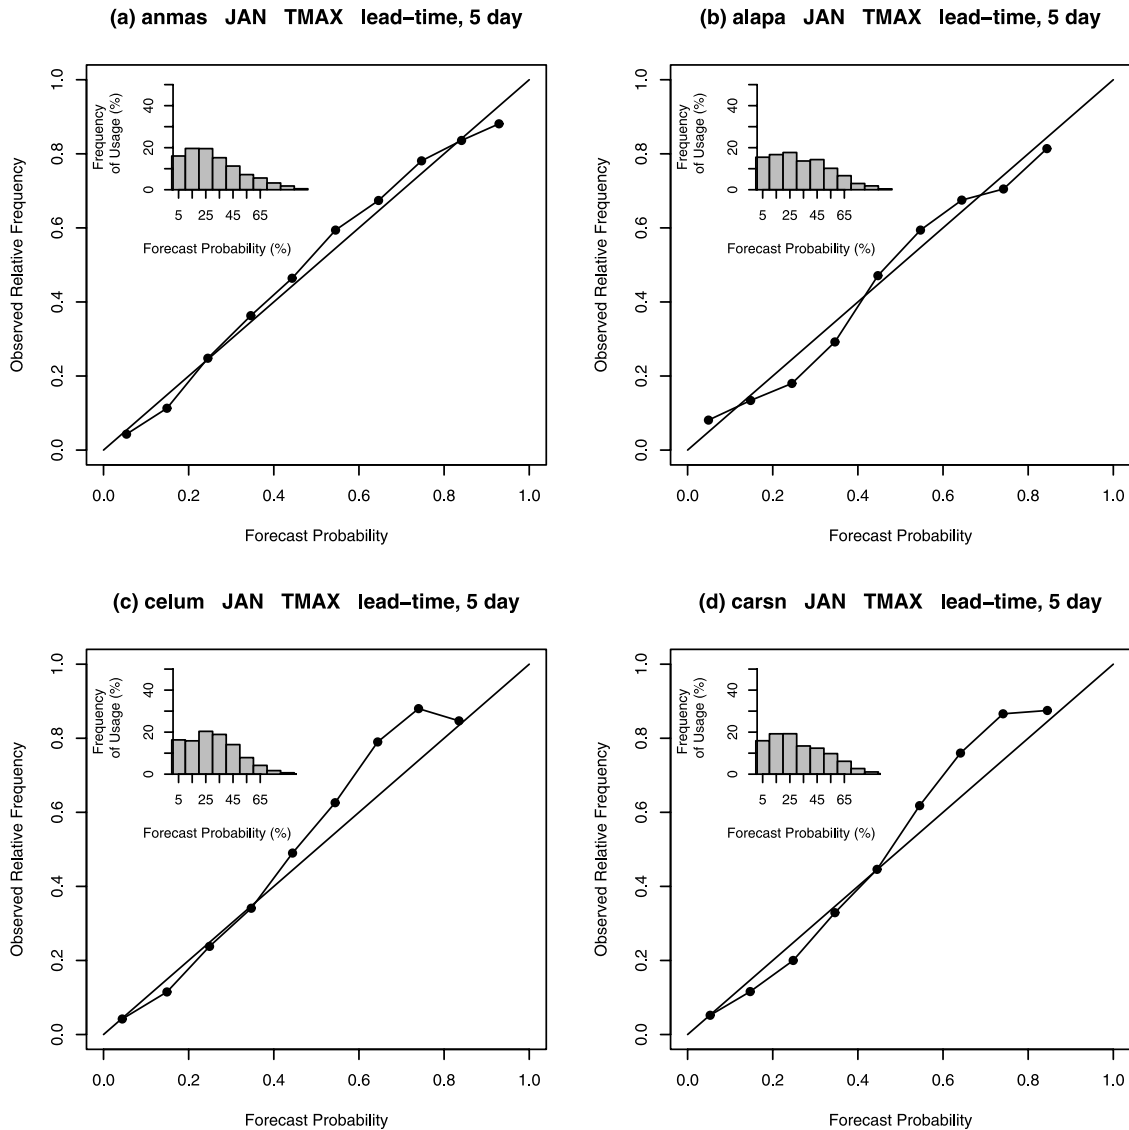 (a) anmas JAN TMAX lead−time, 5 day
Observed Relative Frequency
0.0 0.2 0.4 0.6 0.8 1.0
Frequency
of Usage (%)
0 20 40
5 25 45 65
Forecast Probability (%)
0.0 0.2 0.4 0.6 0.8 1.0
Forecast Probability
(b) alapa JAN TMAX lead−time, 5 day
Observed Relative Frequency
0.0 0.2 0.4 0.6 0.8 1.0
Frequency
of Usage (%)
0 20 40
5 25 45 65
Forecast Probability (%)
0.0 0.2 0.4 0.6 0.8 1.0
Forecast Probability
(c) celum JAN TMAX lead−time, 5 day
Observed Relative Frequency
0.0 0.2 0.4 0.6 0.8 1.0
Frequency
of Usage (%)
0 20 40
5 25 45 65
Forecast Probability (%)
0.0 0.2 0.4 0.6 0.8 1.0
Forecast Probability
(d) carsn JAN TMAX lead−time, 5 day
Observed Relative Frequency
0.0 0.2 0.4 0.6 0.8 1.0
Frequency
of Usage (%)
0 20 40
5 25 45 65
Forecast Probability (%)
0.0 0.2 0.4 0.6 0.8 1.0
Forecast Probability